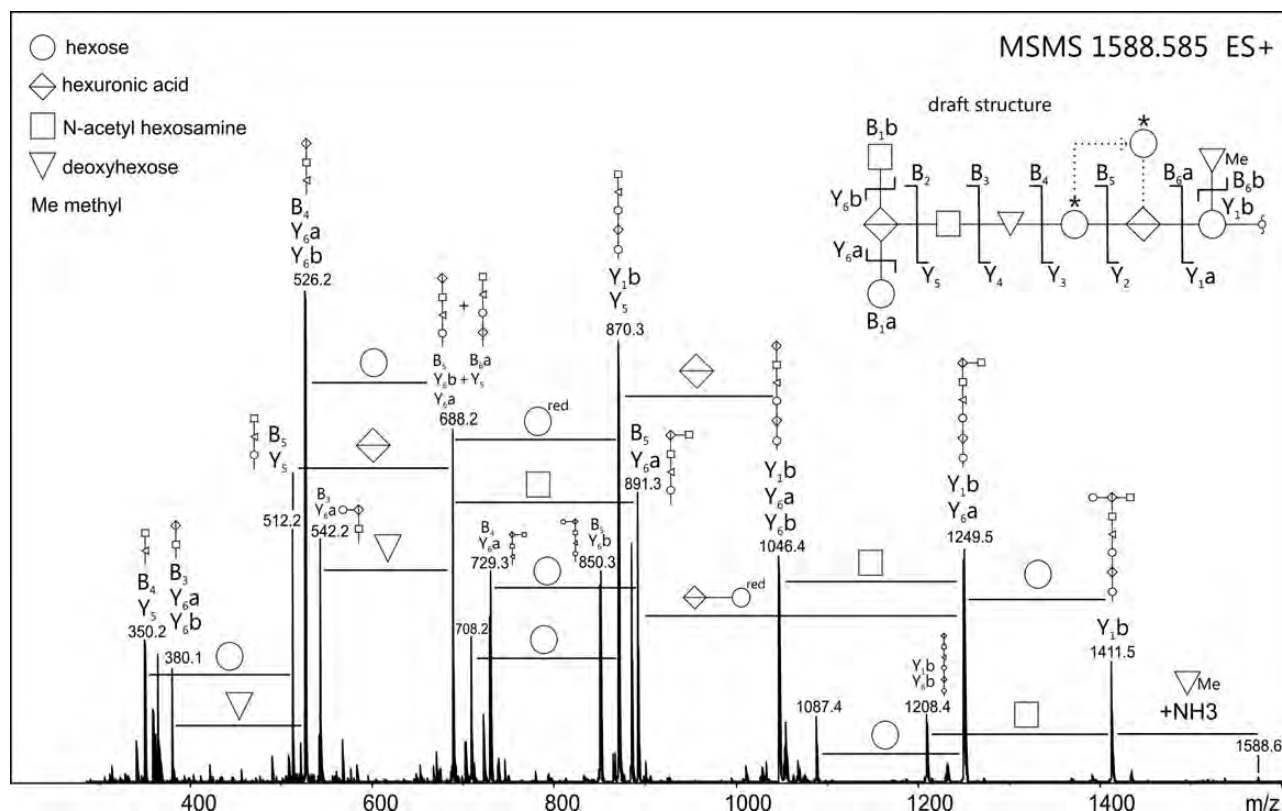 MSMS 1588.585 ES+
hexose
hexuronic acid
N-acetyl hexosamine
deoxyhexose
Me methyl
draft structure
B₁b
*
*
Me
B₂
B₃
B₄
B₅
B₆a
B₆b
Y₁b
Y₆b
Y₆a
Y₅
Y₄
Y₃
Y₂
Y₁a
B₁a
B₄
Y₆a
Y₆b
526.2
Y₁b
Y₅
870.3
+
B₅ B₆a
Y₆b + Y₅
Y₆a
688.2
red
B₅
Y₆a
891.3
B₅
Y₅
512.2
B₃
Y₆a
542.2
B₄
Y₆a
729.3
B₅
Y₆b
850.3
Y₁b
Y₆a
Y₆b
1046.4
Y₁b
Y₆a
1249.5
red
Y₁b
1411.5
B₄
Y₅
350.2
B₃
Y₆a
Y₆b
380.1
708.2
1087.4
Y₁b
Y₆b
1208.4
Me
+NH3
1588.6
400
600
800
1000
1200
1400
m/z